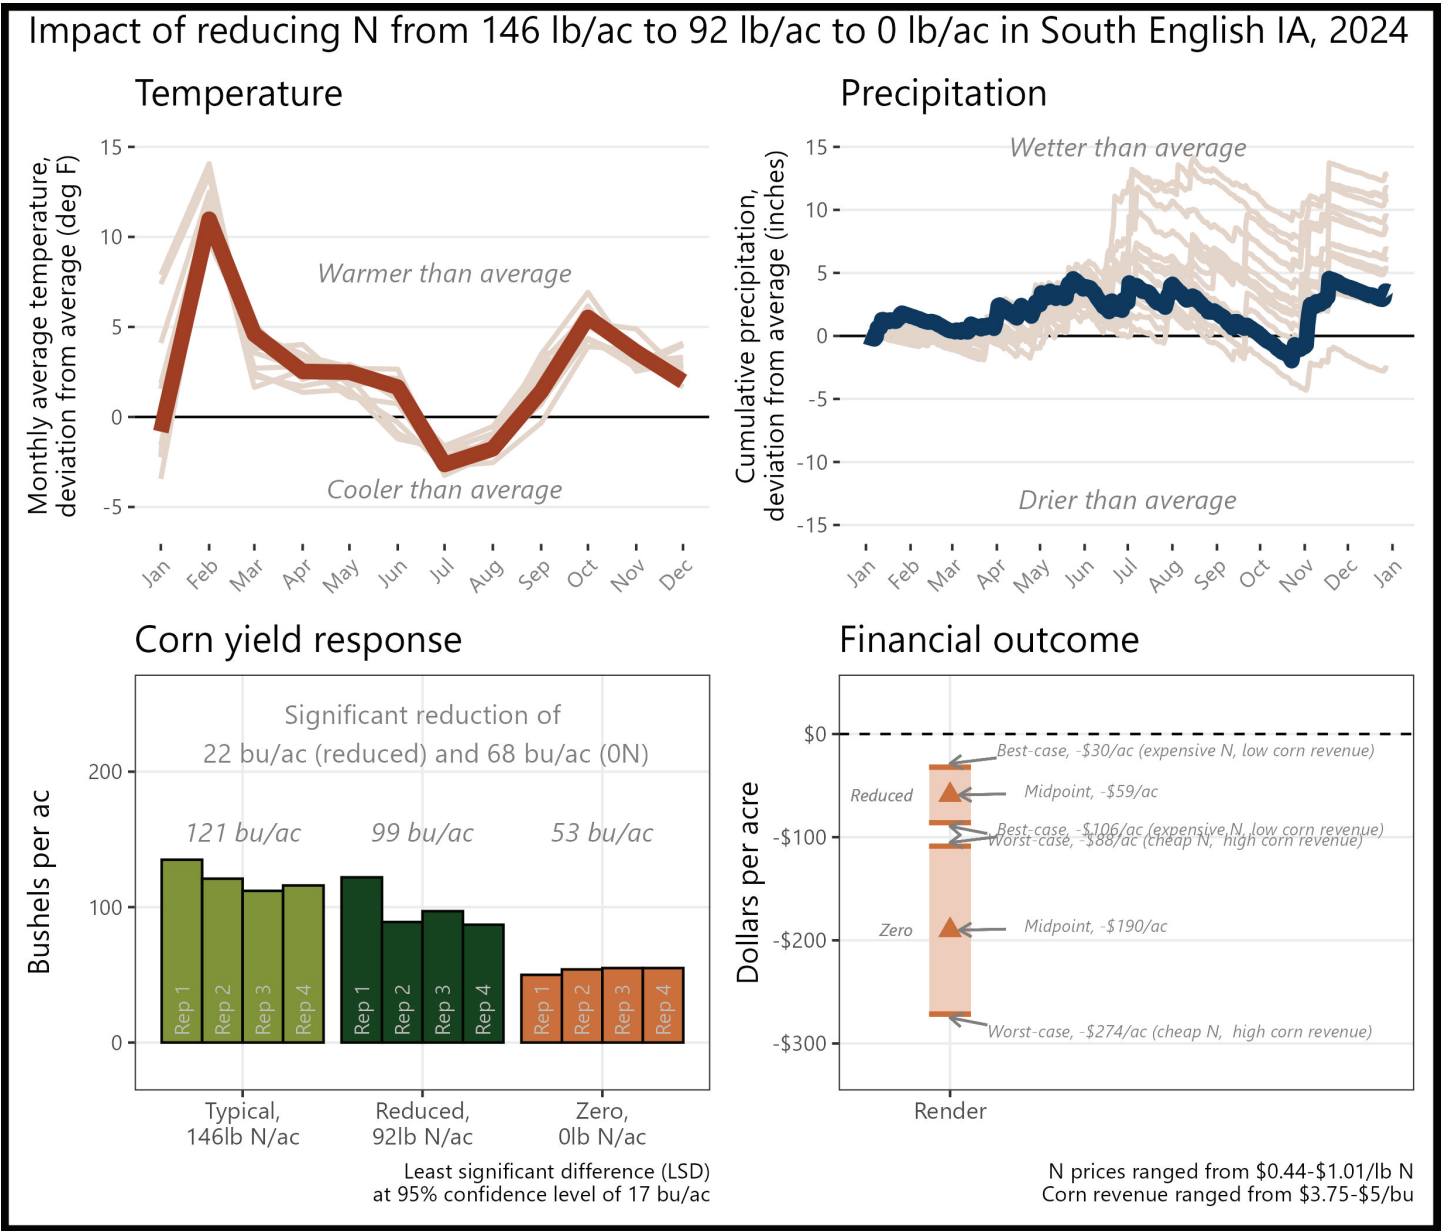 Impact of reducing N from 146 lb/ac to 92 lb/ac to 0 lb/ac in South English IA, 2024
Temperature
Monthly average temperature,
deviation from average (deg F)
15
10
5
0
-5
Warmer than average
Cooler than average
Jan
Feb
Mar
Apr
May
Jun
Jul
Aug
Sep
Oct
Nov
Dec
Precipitation
Cumulative precipitation,
deviation from average (inches)
15
10
5
0
-5
-10
-15
Wetter than average
Drier than average
Jan
Feb
Mar
Apr
May
Jun
Jul
Aug
Sep
Oct
Nov
Dec
Jan
Corn yield response
Bushels per ac
200
100
0
Significant reduction of
22 bu/ac (reduced) and 68 bu/ac (0N)
121 bu/ac
99 bu/ac
53 bu/ac
Rep 1
Rep 2
Rep 3
Rep 4
Rep 1
Rep 2
Rep 3
Rep 4
Rep 1
Rep 2
Rep 3
Rep 4
Typical,
146lb N/ac
Reduced,
92lb N/ac
Zero,
0lb N/ac
Least significant difference (LSD)
at 95% confidence level of 17 bu/ac
Financial outcome
Dollars per acre
$0
-$100
-$200
-$300
Best-case, -$30/ac (expensive N, low corn revenue)
Reduced
Midpoint, -$59/ac
Best-case, -$106/ac (expensive N, low corn revenue)
Worst-case, -$88/ac (cheap N,  high corn revenue)
Zero
Midpoint, -$190/ac
Worst-case, -$274/ac (cheap N,  high corn revenue)
Render
N prices ranged from $0.44-$1.01/lb N
Corn revenue ranged from $3.75-$5/bu